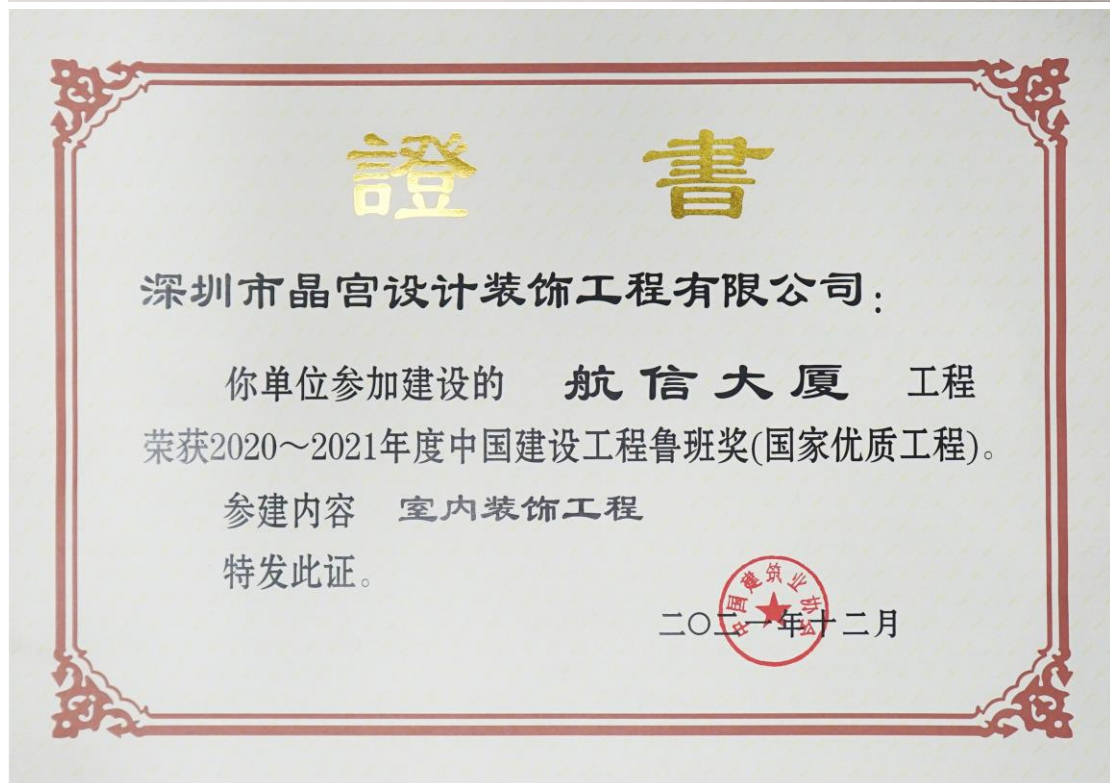 證 書
深圳市晶宫设计装饰工程有限公司：
你单位参加建设的 航信大厦 工程
荣获2020～2021年度中国建设工程鲁班奖(国家优质工程)。
参建内容 室内装饰工程
特发此证。
中国建筑业协会
二〇二一年十二月